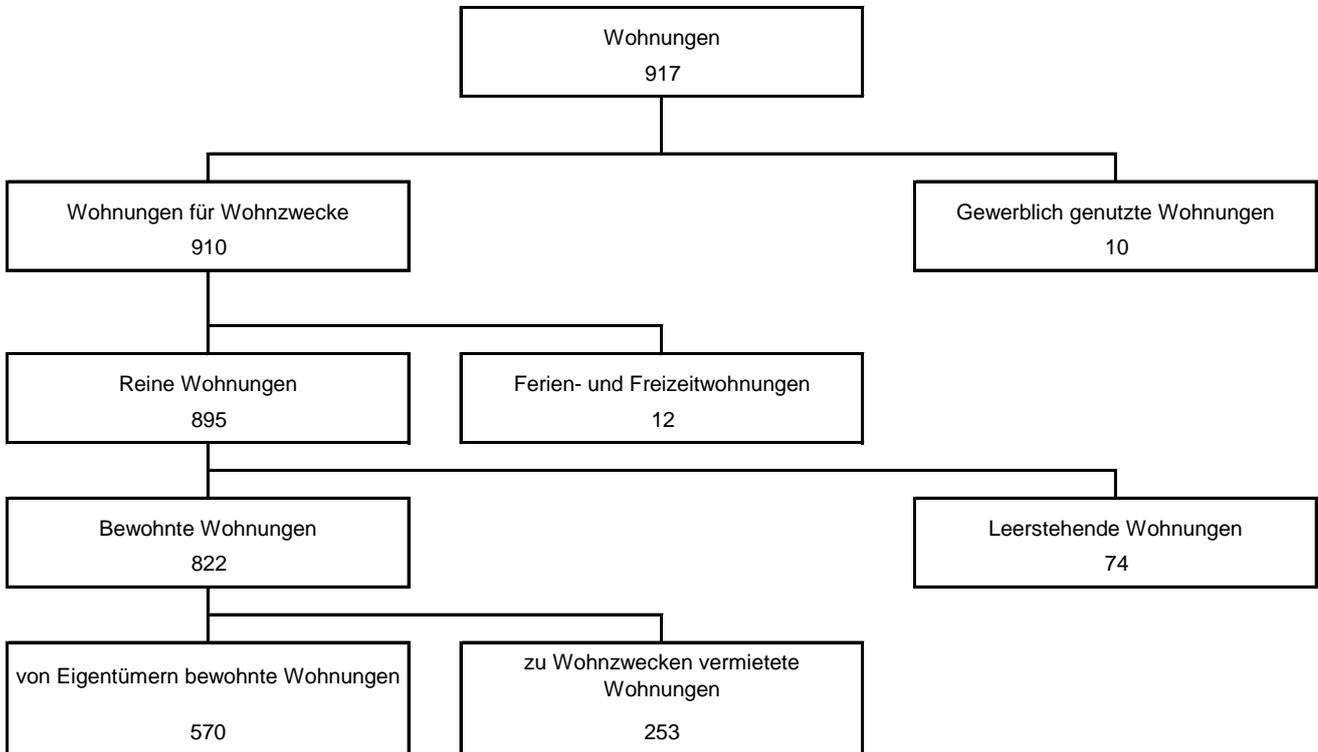 Wohnungen
917
Wohnungen für Wohnzwecke
910
Gewerblich genutzte Wohnungen
10
Reine Wohnungen
895
Ferien- und Freizeitwohnungen
12
Bewohnte Wohnungen
822
Leerstehende Wohnungen
74
von Eigentümern bewohnte Wohnungen
570
zu Wohnzwecken vermietete
Wohnungen
253